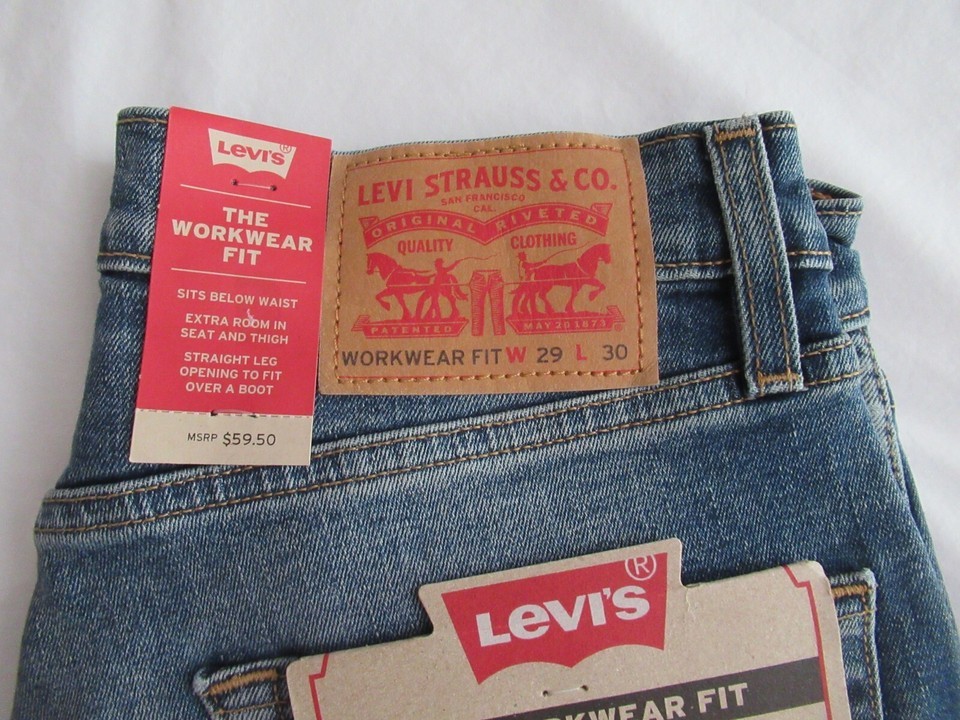 Levi's®
THE
WORKWEAR
FIT
SITS BELOW WAIST
EXTRA ROOM IN
SEAT AND THIGH
STRAIGHT LEG
OPENING TO FIT
OVER A BOOT
MSRP $59.50
LEVI STRAUSS & CO.
SAN FRANCISCO
CAL.
ORIGINAL RIVETED
QUALITY CLOTHING
PATENTED MAY 20 1873 ®
WORKWEAR FIT W 29 L 30
Levi's®
RKWEAR FIT